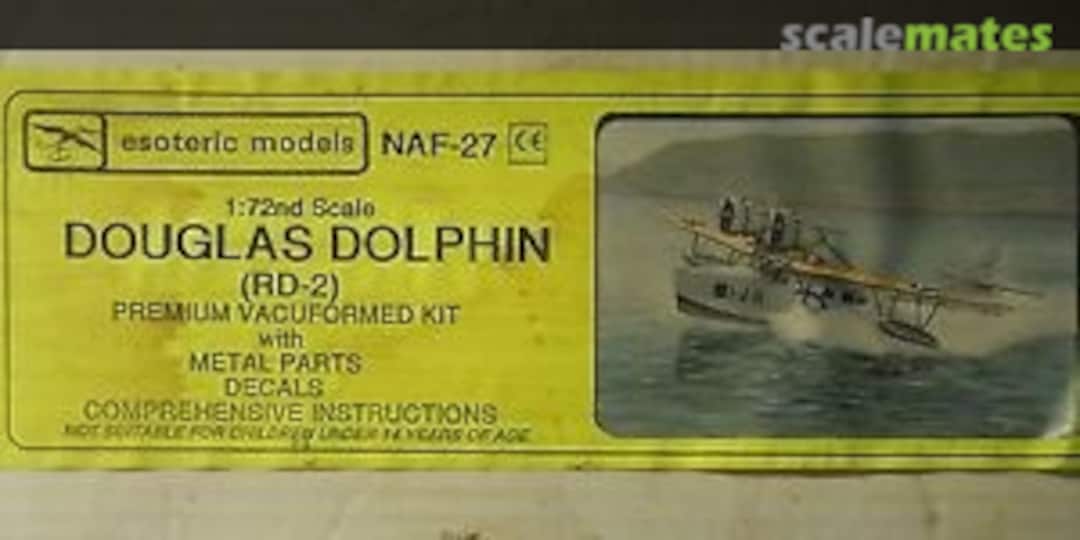 scalemates
esoteric models NAF-27 CE
1:72nd Scale
DOUGLAS DOLPHIN
(RD-2)
PREMIUM VACUFORMED KIT
with
METAL PARTS
DECALS
COMPREHENSIVE INSTRUCTIONS
NOT SUITABLE FOR CHILDREN UNDER 14 YEARS OF AGE